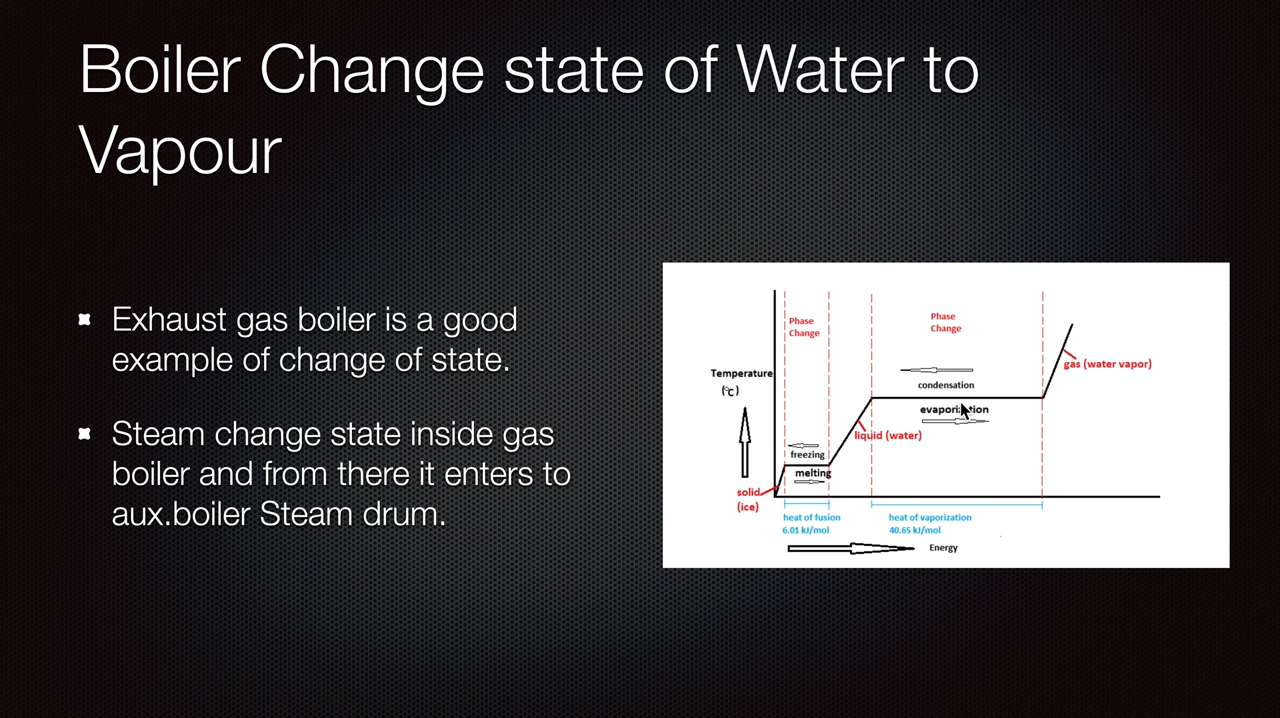 Boiler Change state of Water to
Vapour
Exhaust gas boiler is a good
example of change of state.
Steam change state inside gas
boiler and from there it enters to
aux.boiler Steam drum.
Phase
Change
Phase
Change
Temperature
(°C)
condensation
evaporization
gas (water vapor)
liquid (water)
freezing
melting
solid
(ice)
heat of fusion
6.01 kJ/mol
heat of vaporization
40.65 kJ/mol
Energy